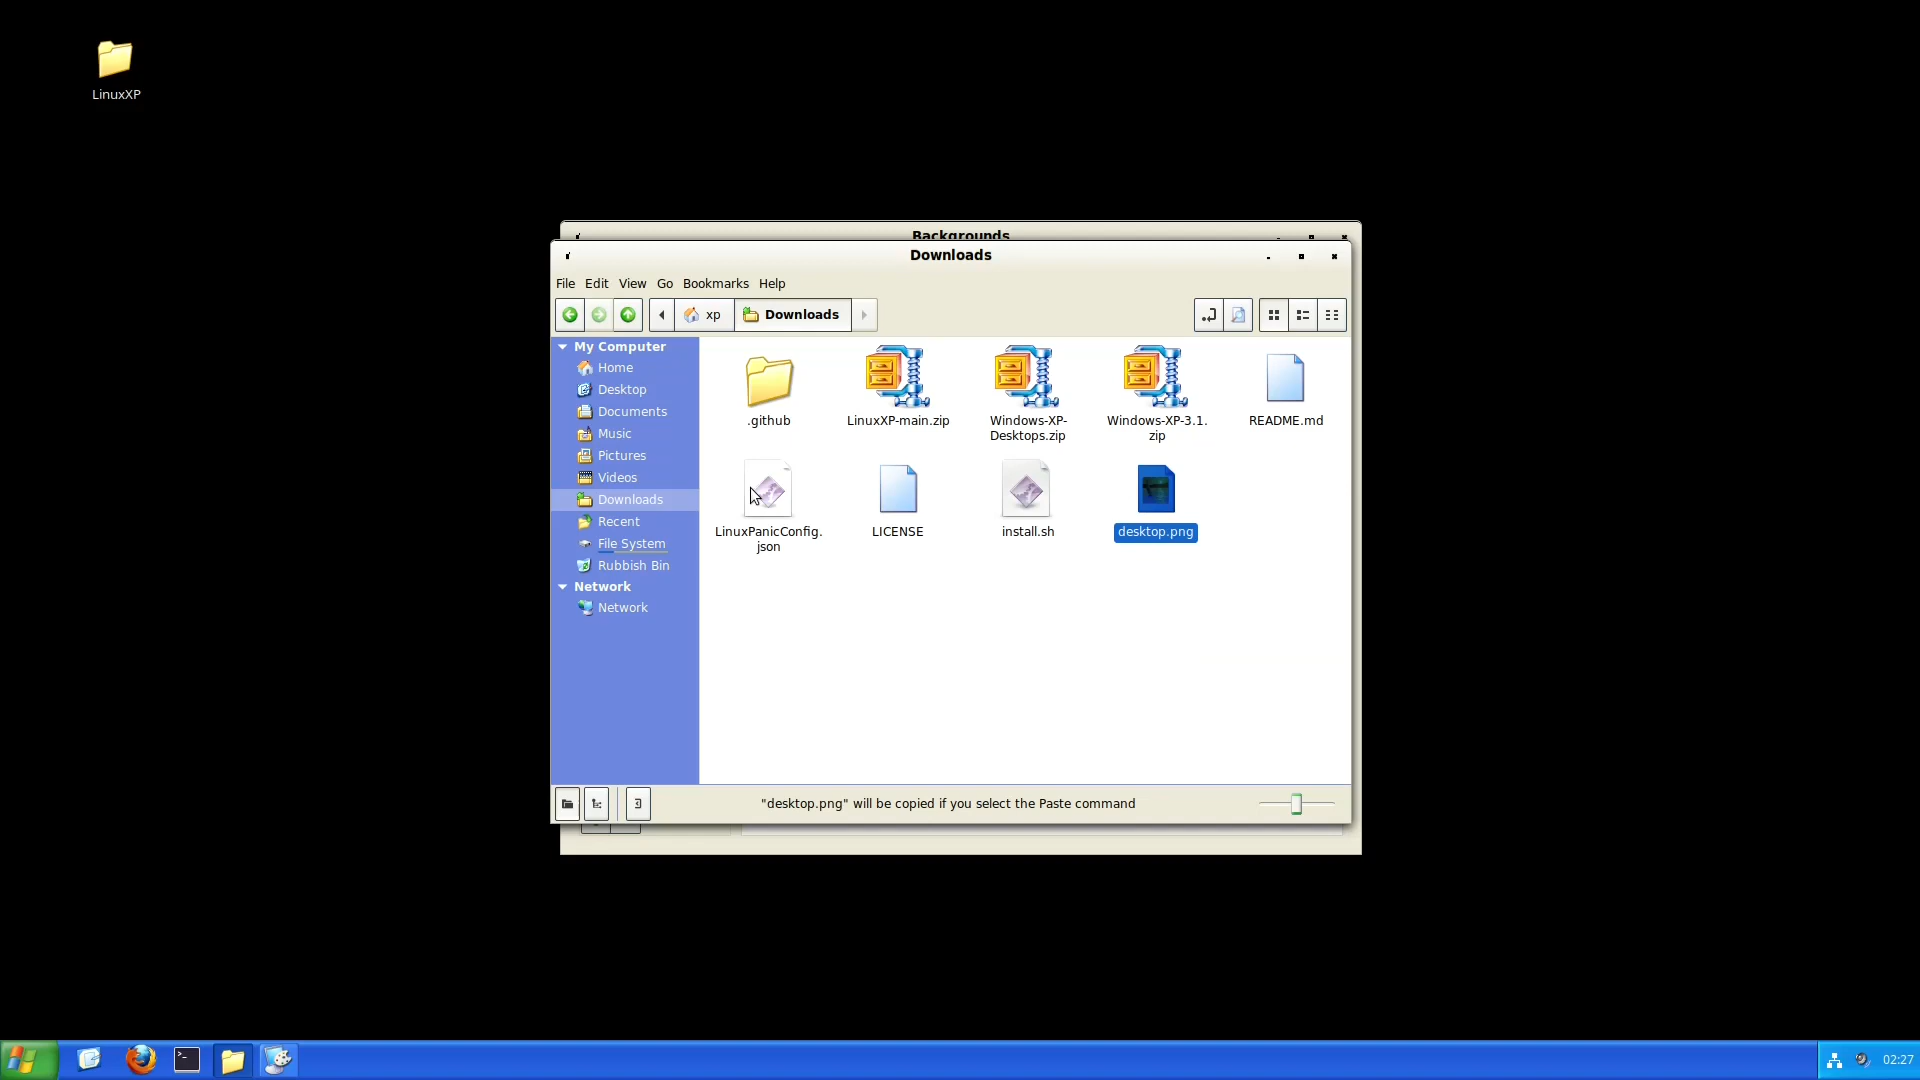 LinuxXP
Backgrounds
Downloads
File Edit View Go Bookmarks Help
xp Downloads
My Computer
Home
Desktop
Documents
Music
Pictures
Videos
Downloads
Recent
File System
Rubbish Bin
Network
Network
.github
LinuxXP-main.zip
Windows-XP-
Desktops.zip
Windows-XP-3.1.
zip
README.md
LinuxPanicConfig.
json
LICENSE
install.sh
desktop.png
"desktop.png" will be copied if you select the Paste command
02:27